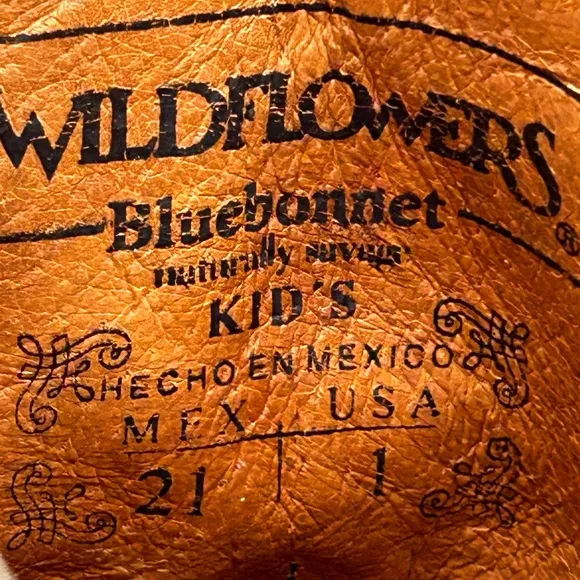 WILDFLOWERS
®
Bluebonnet
naturally savage
KID'S
HECHO EN MEXICO
MEX USA
21 1